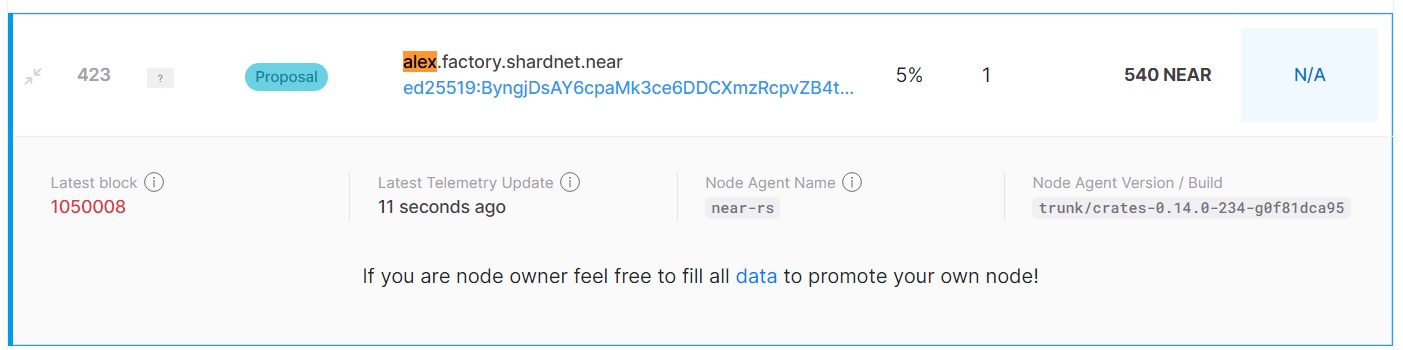 423 ? Proposal alex.factory.shardnet.near 5% 1 540 NEAR N/A
ed25519:ByngjDsAY6cpaMk3ce6DDCXmzRcpvZB4t...
Latest block Latest Telemetry Update Node Agent Name Node Agent Version / Build
1050008 11 seconds ago near-rs trunk/crates-0.14.0-234-g0f81dca95
If you are node owner feel free to fill all data to promote your own node!